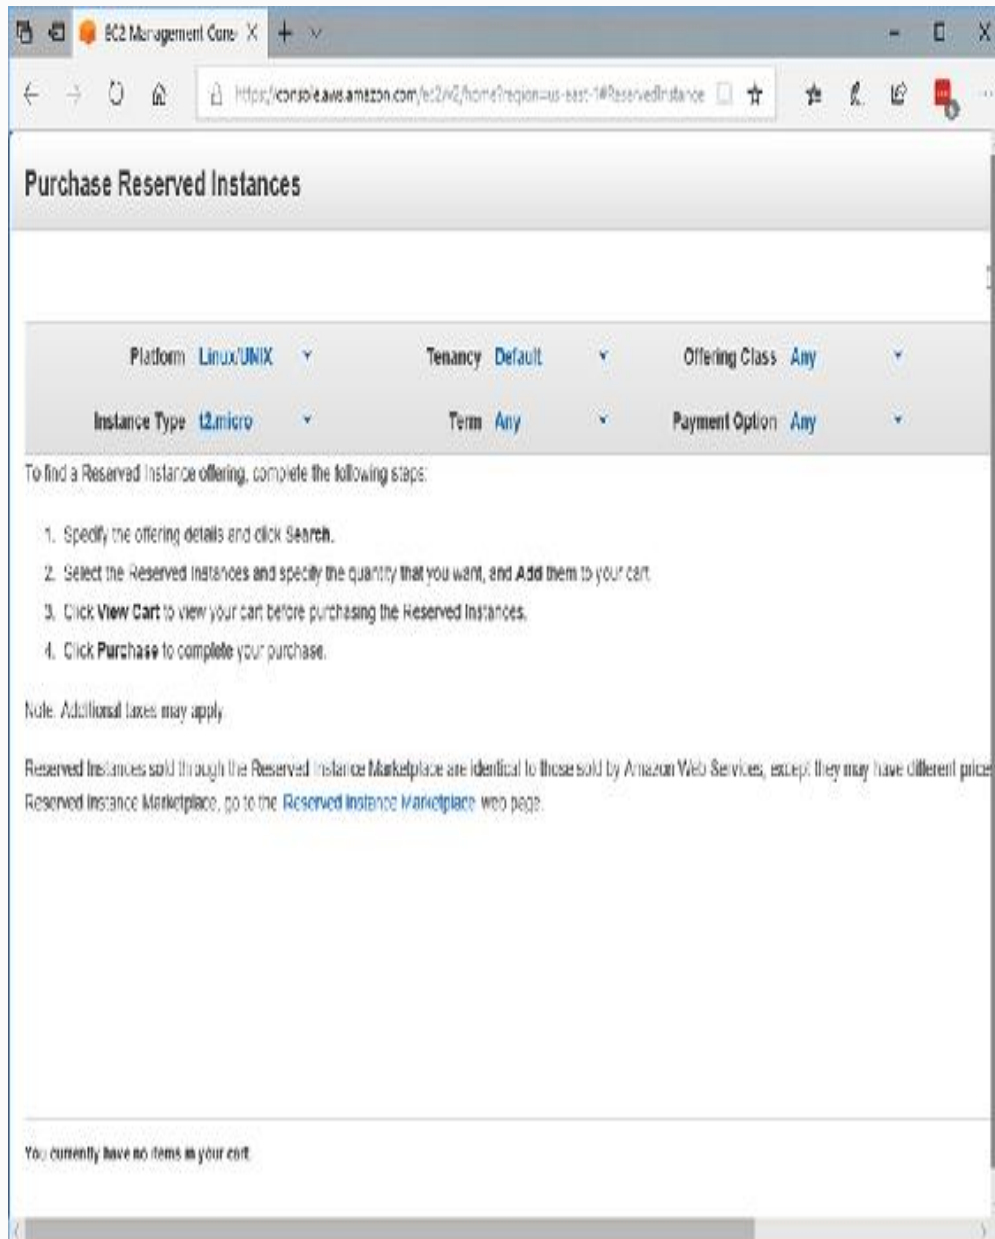 EC2 Management Cons
https://console.aws.amazon.com/ec2/v2/home?region=us-east-1#ReservedInstance
Purchase Reserved Instances
Platform Linux/UNIX Tenancy Default Offering Class Any
Instance Type t2.micro Term Any Payment Option Any
To find a Reserved Instance offering, complete the following steps:
1. Specify the offering details and click Search.
2. Select the Reserved Instances and specify the quantity that you want, and Add them to your cart.
3. Click View Cart to view your cart before purchasing the Reserved Instances.
4. Click Purchase to complete your purchase.
Note: Additional taxes may apply.
Reserved Instances sold through the Reserved Instance Marketplace are identical to those sold by Amazon Web Services, except they may have different price
Reserved Instance Marketplace, go to the Reserved Instance Marketplace web page.
You currently have no items in your cart.